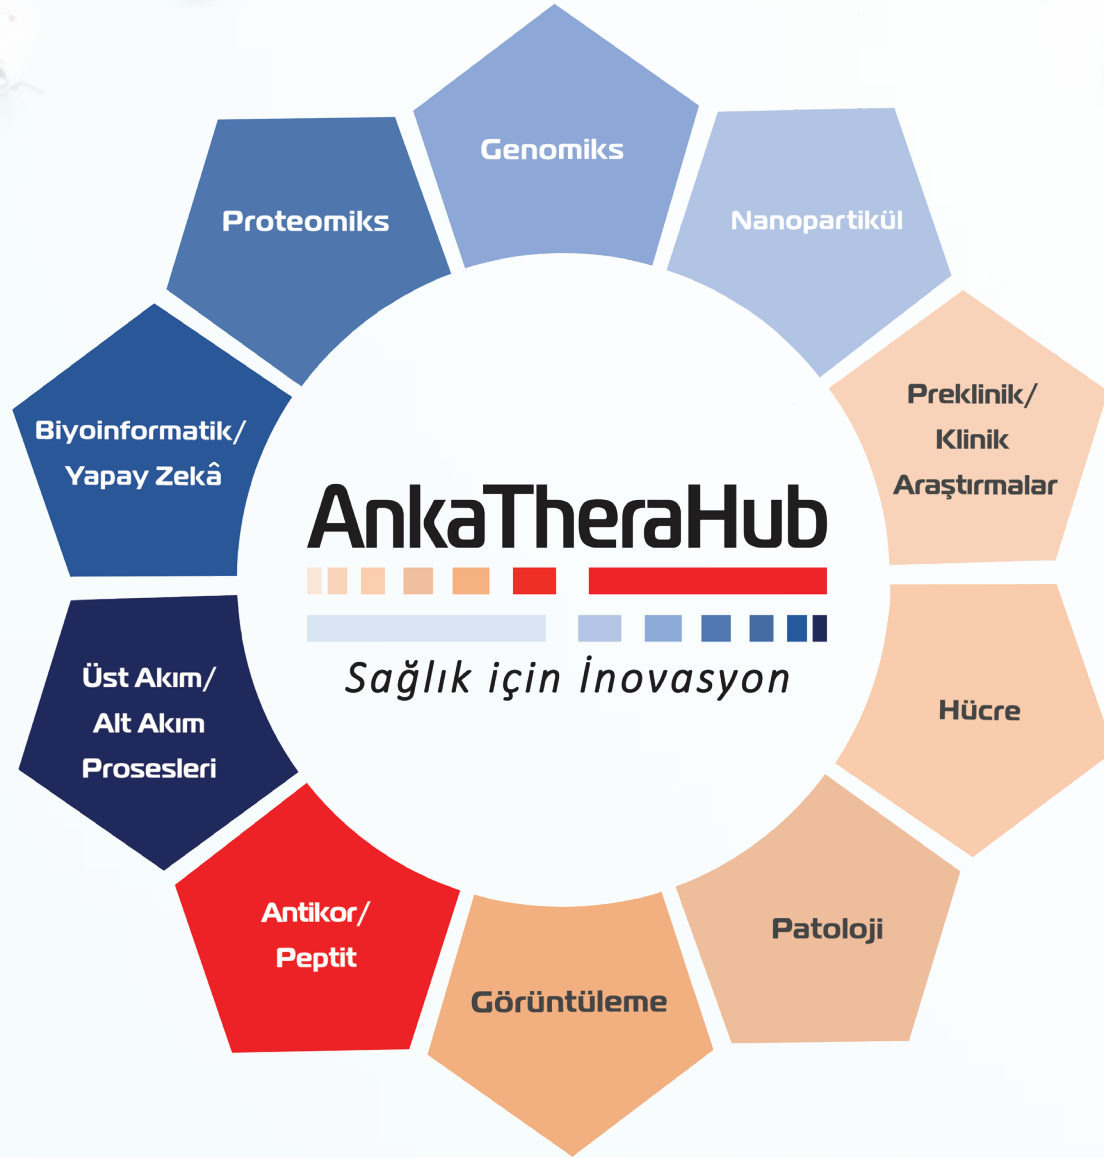 Genomiks
Nanopartikül
Preklinik/
Klinik
Araştırmalar
Hücre
Patoloji
Görüntüleme
Antikor/
Peptit
Üst Akım/
Alt Akım
Prosesleri
Biyoinformatik/
Yapay Zekâ
Proteomiks
AnkaTheraHub
Sağlık için İnovasyon